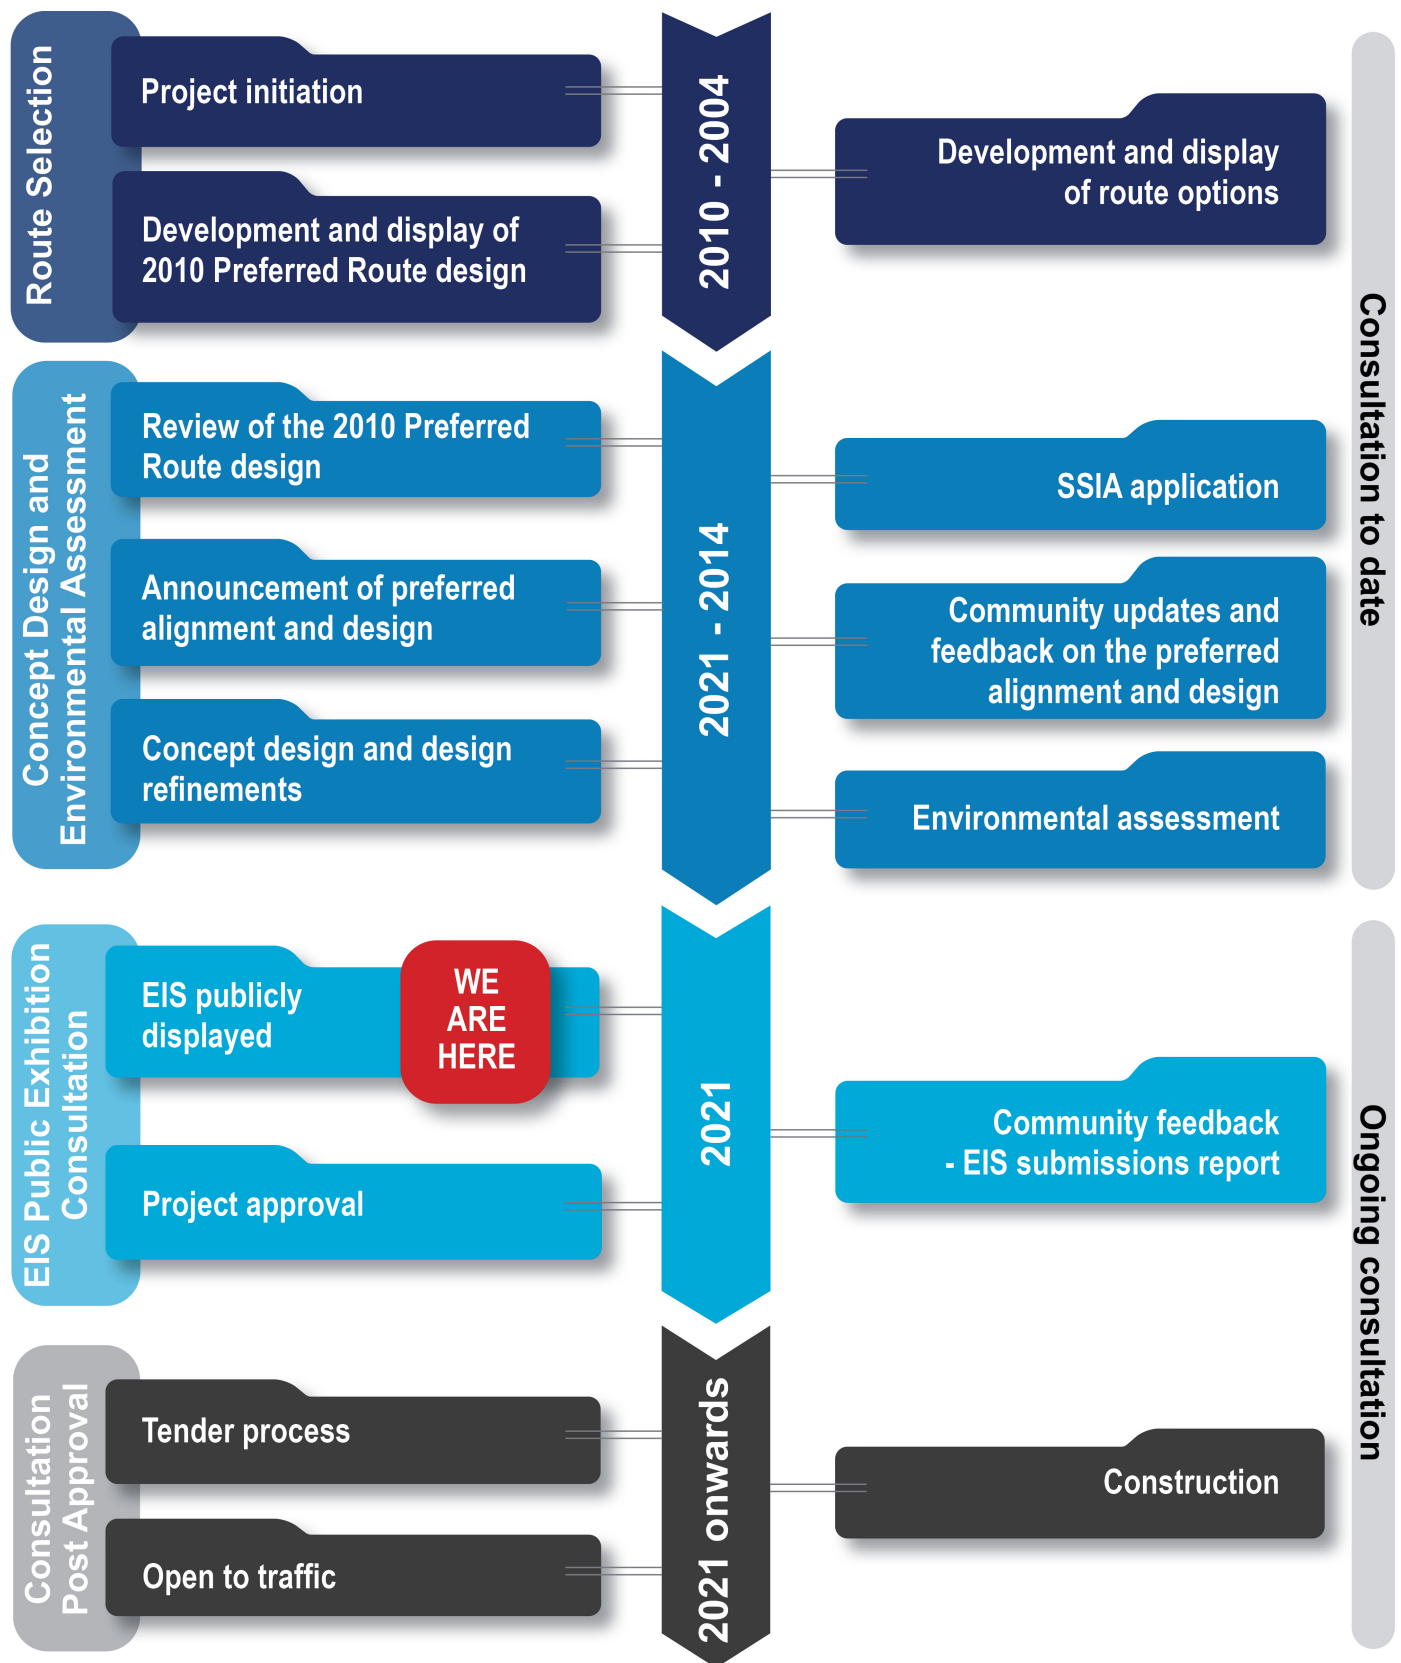 Route Selection
Project initiation
2010 - 2004
Development and display
of route options
Development and display of
2010 Preferred Route design
Consultation to date
Concept Design and
Environmental Assessment
Review of the 2010 Preferred
Route design
2021 - 2014
SSIA application
Announcement of preferred
alignment and design
Community updates and
feedback on the preferred
alignment and design
Concept design and design
refinements
Environmental assessment
EIS Public Exhibition
Consultation
EIS publicly
displayed
WE
ARE
HERE
2021
Community feedback
- EIS submissions report
Project approval
Ongoing consultation
Consultation
Post Approval
Tender process
2021 onwards
Construction
Open to traffic